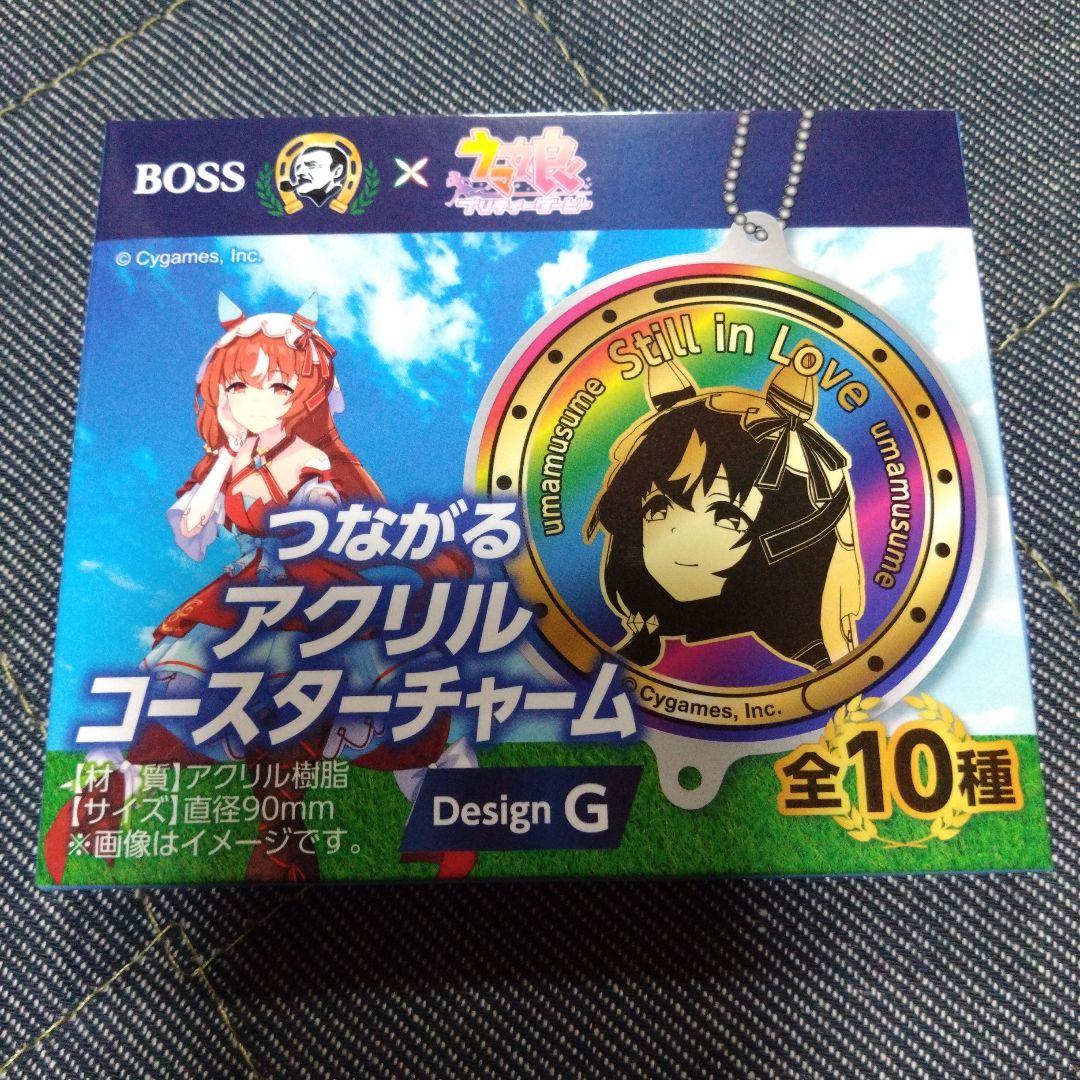 BOSS × ウマ娘
プリティーダービー
© Cygames, Inc.
Still in Love
umamusume
umamusume
© Cygames, Inc.
つながる
アクリル
コースターチャーム
【材 質】アクリル樹脂
【サイズ】直径90mm
※画像はイメージです。
Design G
全10種